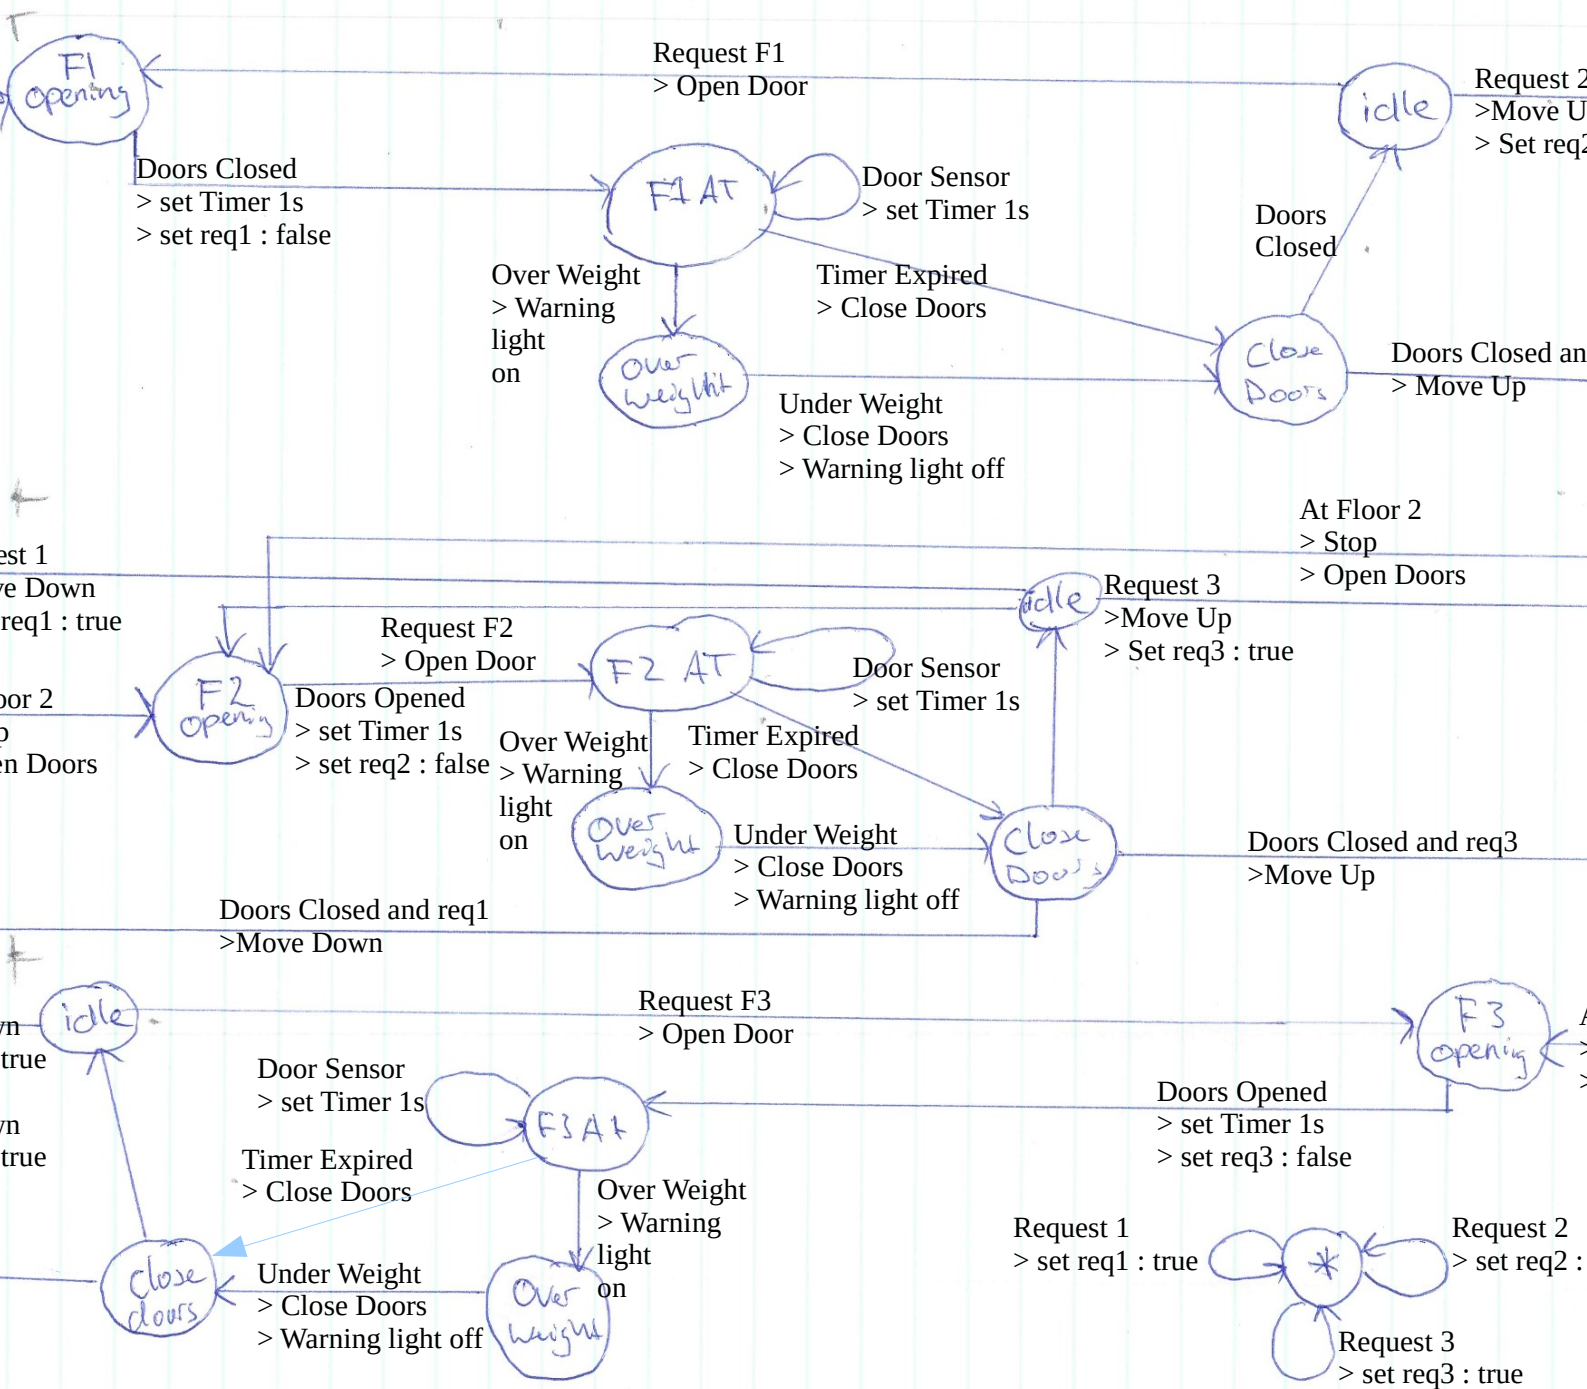 F1
opening
Request F1
> Open Door
idle
Request 2
>Move U
> Set req2
Doors Closed
> set Timer 1s
> set req1 : false
F1 AT
Door Sensor
> set Timer 1s
Doors
Closed
Over Weight
> Warning
light
on
Timer Expired
> Close Doors
Over
weight
Close
Doors
Doors Closed an
> Move Up
Under Weight
> Close Doors
> Warning light off
At Floor 2
> Stop
> Open Doors
est 1
ve Down
req1 : true
idle
Request 3
>Move Up
> Set req3 : true
Request F2
> Open Door
F2
opening
Doors Opened
> set Timer 1s
> set req2 : false
F2 AT
Door Sensor
> set Timer 1s
oor 2
p
en Doors
Over Weight
> Warning
light
on
Timer Expired
> Close Doors
Over
weight
Under Weight
> Close Doors
> Warning light off
Close
Doors
Doors Closed and req3
>Move Up
Doors Closed and req1
>Move Down
idle
wn
true
Request F3
> Open Door
F3
opening
A
>
>
Door Sensor
> set Timer 1s
F3 At
Doors Opened
> set Timer 1s
> set req3 : false
wn
true
Timer Expired
> Close Doors
Over Weight
> Warning
light
on
Close
doors
Under Weight
> Close Doors
> Warning light off
Over
weight
Request 1
> set req1 : true
*
Request 2
> set req2 :
Request 3
> set req3 : true